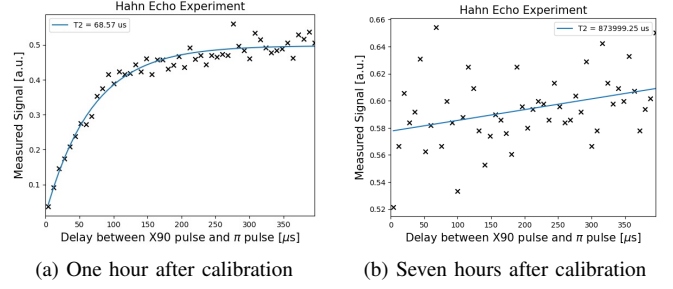 Hahn Echo Experiment
T2 = 68.57 us
Measured Signal [a.u.]
0.5
0.4
0.3
0.2
0.1
0 50 100 150 200 250 300 350
Delay between X90 pulse and π pulse [μs]
(a) One hour after calibration
Hahn Echo Experiment
T2 = 873999.25 us
Measured Signal [a.u.]
0.66
0.64
0.62
0.60
0.58
0.56
0.54
0.52
0 50 100 150 200 250 300 350
Delay between X90 pulse and π pulse [μs]
(b) Seven hours after calibration